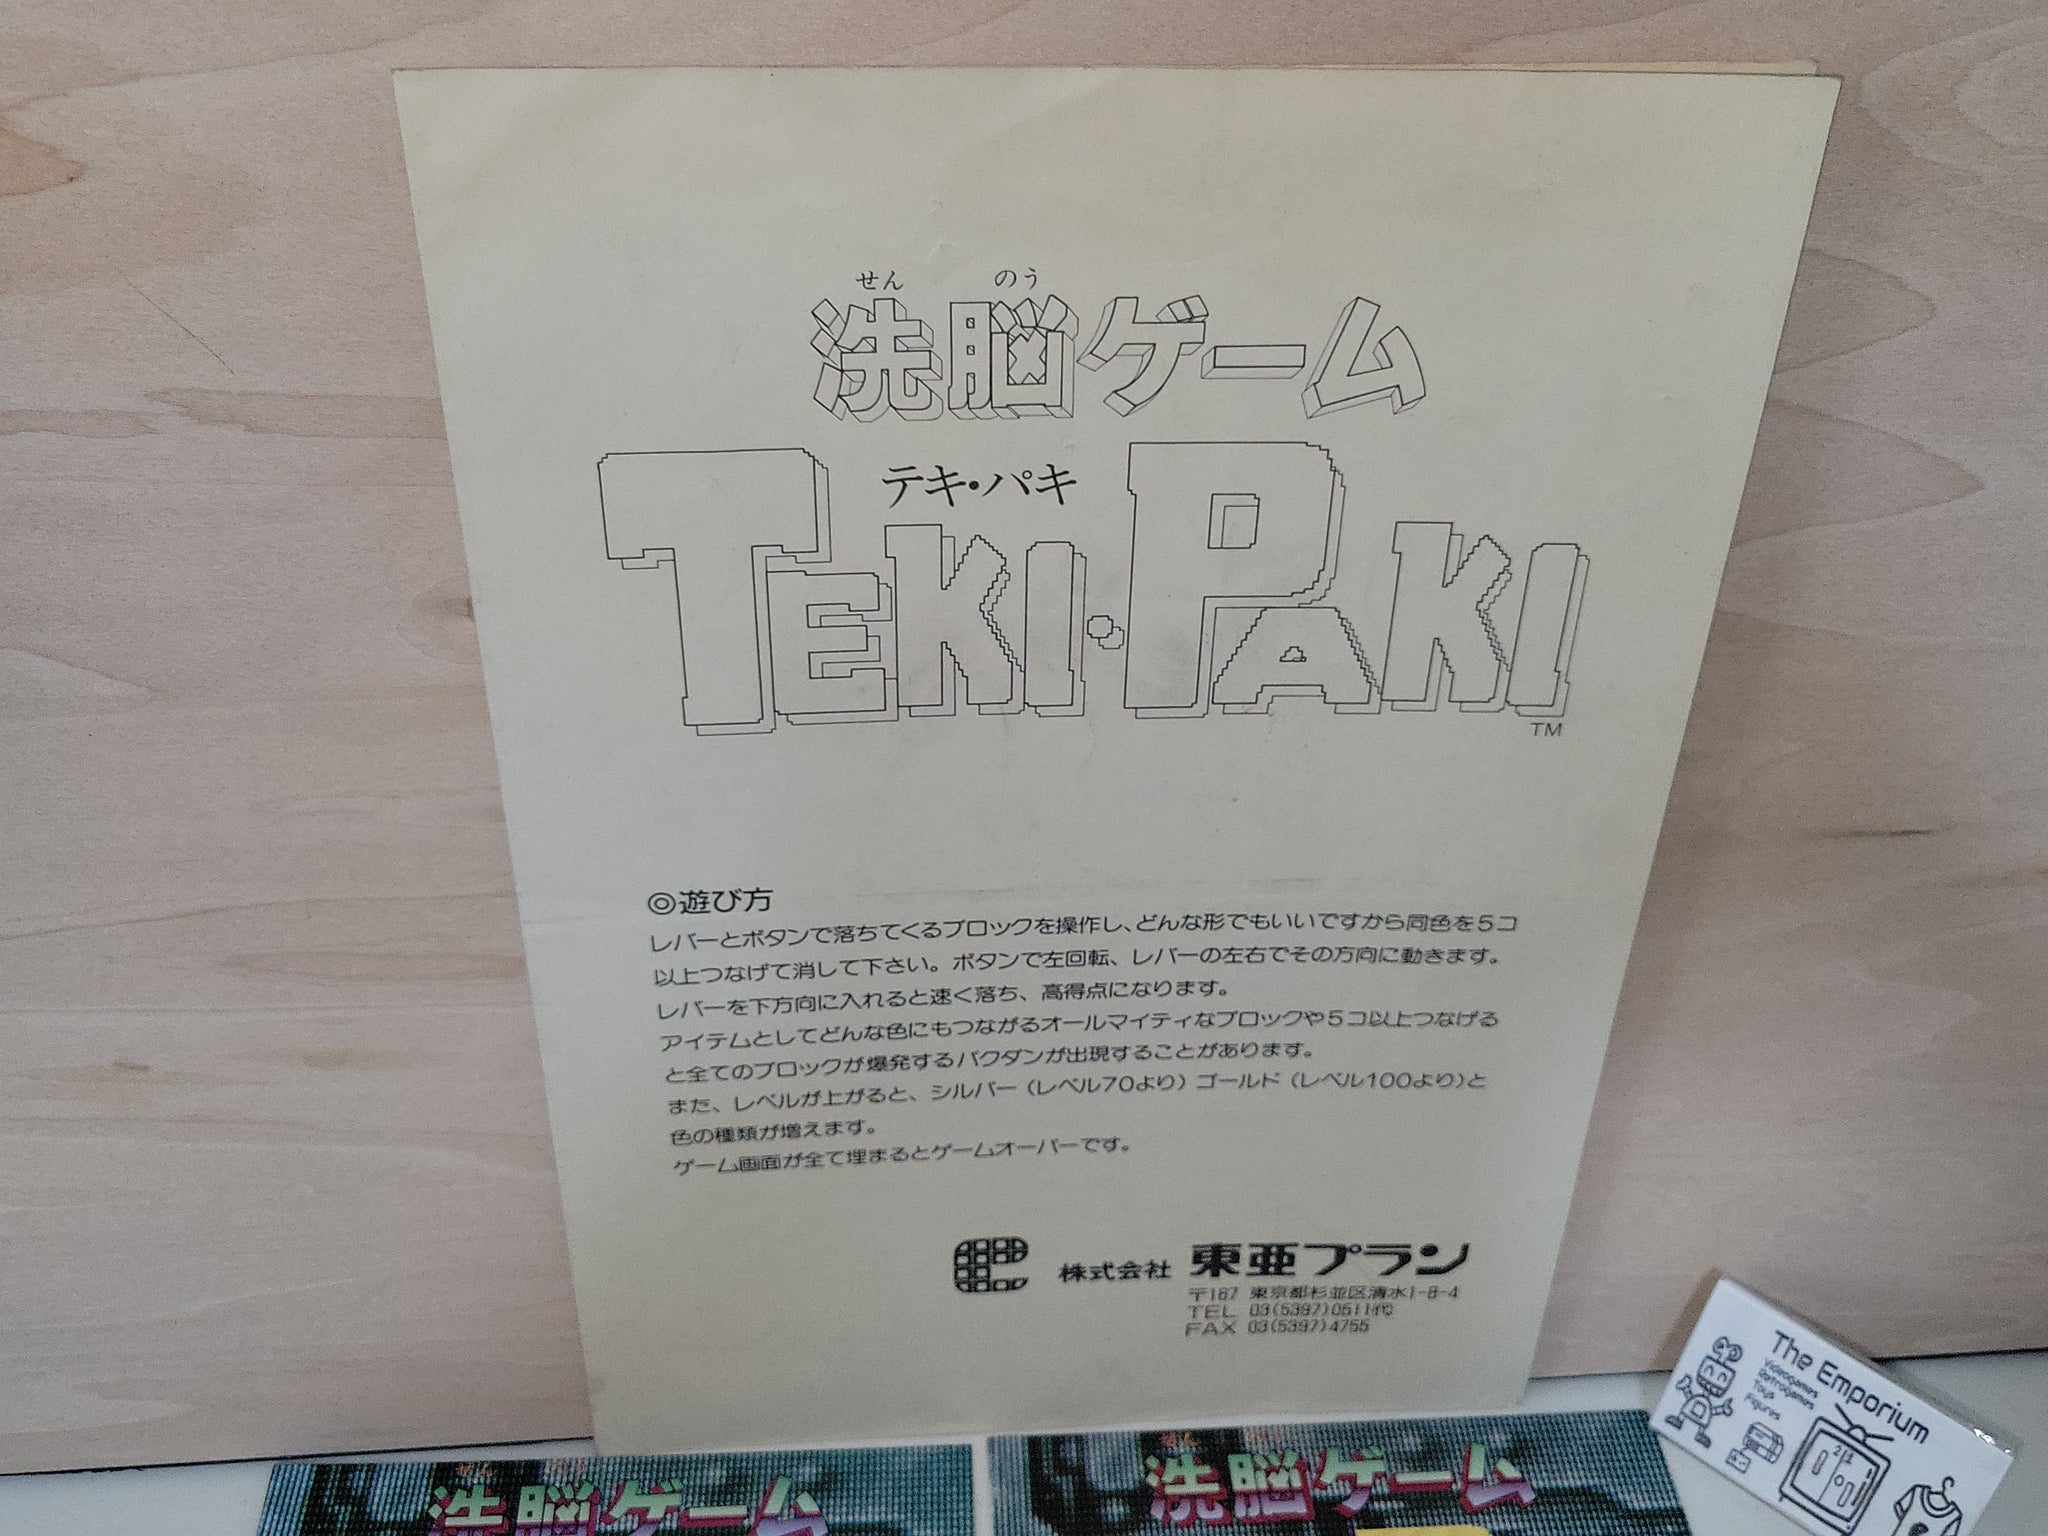 せん のう
洗脳ゲーム
テキ・パキ
TEKI・PAKI
TM
◎遊び方
レバーとボタンで落ちてくるブロックを操作し、どんな形でもいいですから同色を5コ
以上つなげて消して下さい。ボタンで左回転、レバーの左右でその方向に動きます。
レバーを下方向に入れると速く落ち、高得点になります。
アイテムとしてどんな色にもつながるオールマイティなブロックや5コ以上つなげる
と全てのブロックが爆発するバクダンが出現することがあります。
また、レベルが上がると、シルバー（レベル70より）ゴールド（レベル100より）と
色の種類が増えます。
ゲーム画面が全て埋まるとゲームオーバーです。
株式会社 東亜プラン
〒167 東京都杉並区清水1-8-4
TEL 03(5397)0511代
FAX 03(5397)4755
The Emporium
Videogames
Retrogames
Toys
Figures
せん
洗脳ゲーム
洗脳ゲーム